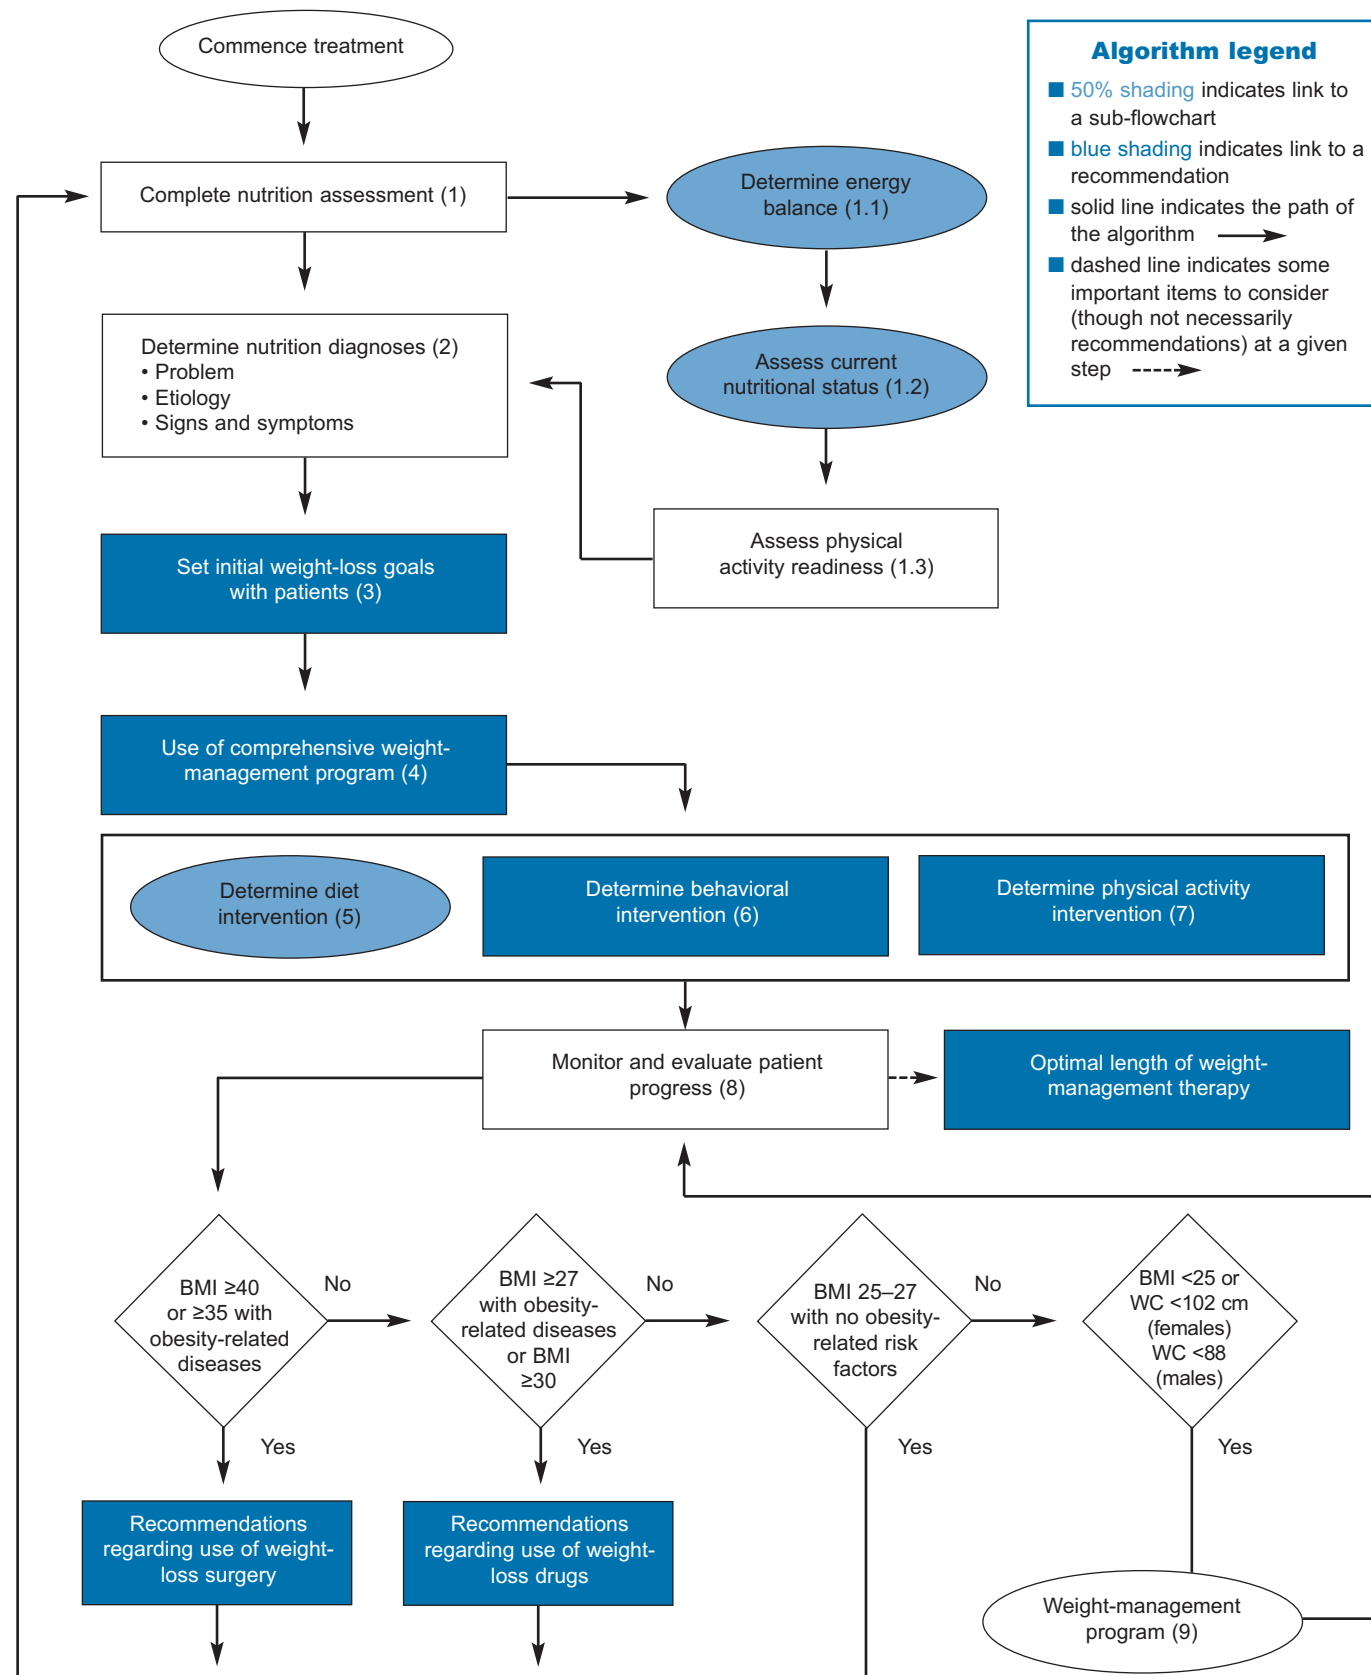 Commence treatment
Algorithm legend
50% shading indicates link to
a sub-flowchart
blue shading indicates link to a
recommendation
solid line indicates the path of
the algorithm
dashed line indicates some
important items to consider
(though not necessarily
recommendations) at a given
step
Complete nutrition assessment (1)
Determine energy
balance (1.1)
Determine nutrition diagnoses (2)
• Problem
• Etiology
• Signs and symptoms
Assess current
nutritional status (1.2)
Assess physical
activity readiness (1.3)
Set initial weight-loss goals
with patients (3)
Use of comprehensive weight-
management program (4)
Determine diet
intervention (5)
Determine behavioral
intervention (6)
Determine physical activity
intervention (7)
Monitor and evaluate patient
progress (8)
Optimal length of weight-
management therapy
BMI ≥40
or ≥35 with
obesity-related
diseases
No
BMI ≥27
with obesity-
related diseases
or BMI
≥30
No
BMI 25–27
with no obesity-
related risk
factors
No
BMI <25 or
WC <102 cm
(females)
WC <88
(males)
Yes
Yes
Yes
Yes
Recommendations
regarding use of weight-
loss surgery
Recommendations
regarding use of weight-
loss drugs
Weight-management
program (9)